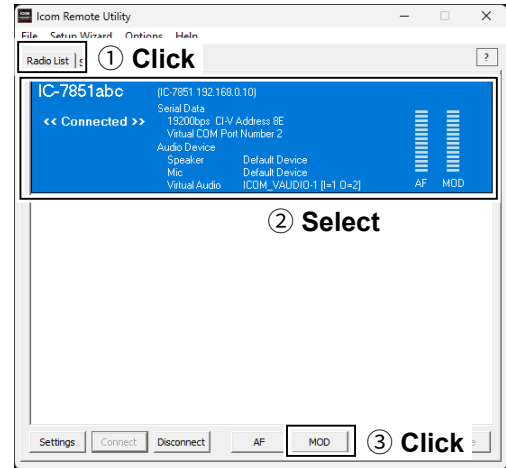 Icom Remote Utility
File Setup Wizard Options Help
Radio List
① Click
?
IC-7851abc
(IC-7851 192.168.0.10)
<< Connected >>
Serial Data
19200bps CI-V Address 8E
Virtual COM Port Number 2
Audio Device
Speaker Default Device
Mic Default Device
Virtual Audio ICOM_VAUDIO-1 [I=1 O=2]
AF MOD
② Select
Settings Connect Disconnect AF MOD
③ Click